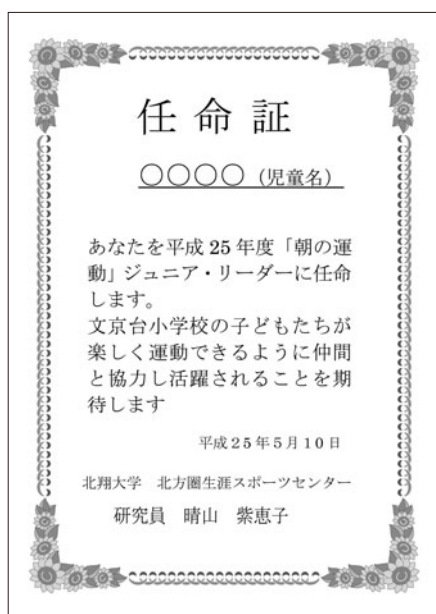 任命証
○○○○（児童名）
あなたを平成25年度「朝の運
動」ジュニア・リーダーに任命
します。
文京台小学校の子どもたちが
楽しく運動できるように仲間
と協力し活躍されることを期
待します
平成25年5月10日
北翔大学　北方圏生涯スポーツセンター
研究員　晴山　紫恵子